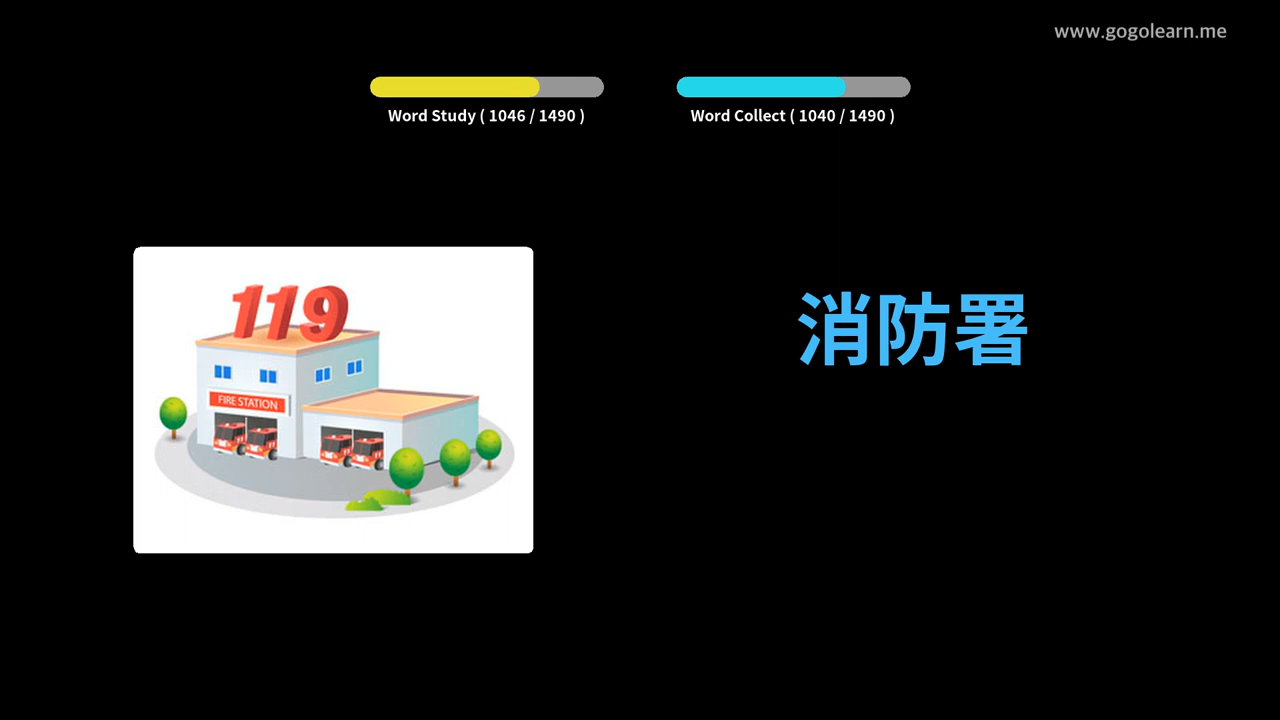 www.gogolearn.me
Word Study ( 1046 / 1490 )
Word Collect ( 1040 / 1490 )
119
FIRE STATION
消防署